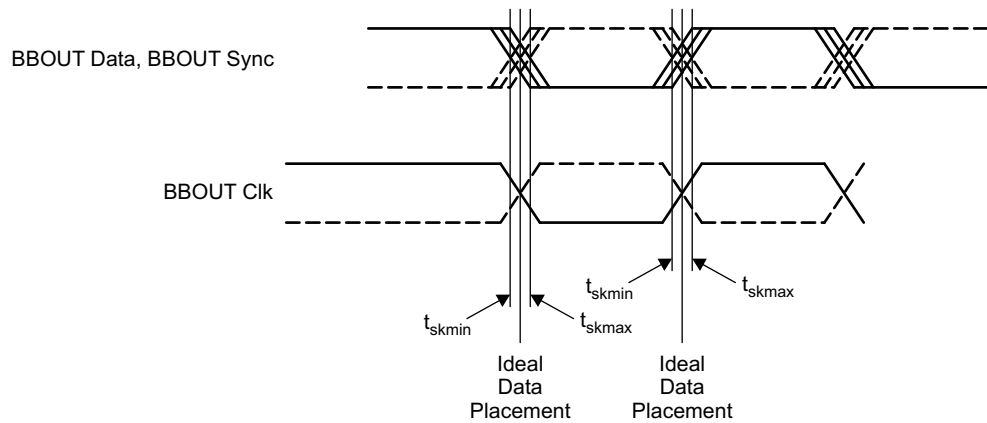 BBOUT Data, BBOUT Sync
BBOUT Clk
tskmin
tskmax
tskmin
tskmax
Ideal
Data
Placement
Ideal
Data
Placement